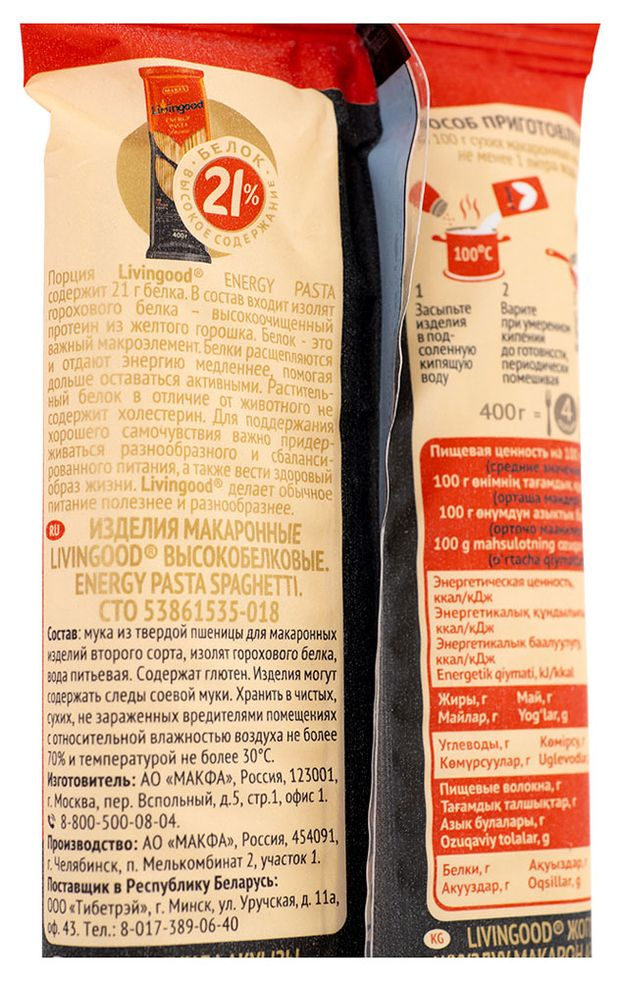 МАКFA
Livingood
ENERGY
PASTA
БЕЛОК
21%
ВЫСОКОЕ СОДЕРЖАНИЕ
Порция Livingood® ENERGY PASTA
содержит 21 г белка. В состав входит изолят
горохового белка – высокоочищенный
протеин из желтого горошка. Белок - это
важный макроэлемент. Белки расщепляются
и отдают энергию медленнее, помогая
дольше оставаться активными. Раститель-
ный белок в отличие от животного не
содержит холестерин. Для поддержания
хорошего самочувствия важно придер-
живаться разнообразного и сбаланси-
рованного питания, а также вести здоровый
образ жизни. Livingood® делает обычное
питание полезнее и разнообразнее.
RU ИЗДЕЛИЯ МАКАРОННЫЕ
LIVINGOOD® ВЫСОКОБЕЛКОВЫЕ.
ENERGY PASTA SPAGHETTI.
СТО 53861535-018
Состав: мука из твердой пшеницы для макаронных
изделий второго сорта, изолят горохового белка,
вода питьевая. Содержат глютен. Изделия могут
содержать следы соевой муки. Хранить в чистых,
сухих, не зараженных вредителями помещениях
с относительной влажностью воздуха не более
70% и температурой не более 30°С.
Изготовитель: АО «МАКФА», Россия, 123001,
г. Москва, пер. Вспольный, д.5, стр.1, офис 1.
8-800-500-08-04.
Производство: АО «МАКФА», Россия, 454091,
г. Челябинск, п. Мелькомбинат 2, участок 1.
Поставщик в Республику Беларусь:
ООО «Тибетрэй», г. Минск, ул. Уручская, д. 11а,
оф. 43. Тел.: 8-017-389-06-40
ОСОБ ПРИГОТОВЛЕ
100 г сухих макаронных
не менее 1 литра воды
100°C
1
Засыпьте
изделия
в под-
соленную
кипящую
воду
2
Варите
при умеренном
кипении
до готовности,
периодически
помешивая
400 г = 4
Пищевая ценность на 100
(средние значен
100 г өнімнің тағамдық
(орташа мәндер
100 г өнүмдүн азыктык
(орточо маани
100 g mahsulotning ozuqa
(o'rtacha qiymat
Энергетическая ценность,
ккал/кДж
Энергетикалық құндылығ
ккал/кДж
Энергетикалык баалуулугу,
ккал/кДж
Energetik qiymati, kJ/kkal
Жиры, г Май, г
Майлар, г Yog'lar, g
Углеводы, г Көмірсу
Көмүрсуулар, г Uglevodla
Пищевые волокна, г
Тағамдық талшықтар, г
Азык булалары, г
Ozuqaviy tolalar, g
Белки, г Ақуыздар
Акууздар, г Oqsillar, g
KG LIVINGOOD® ЖО